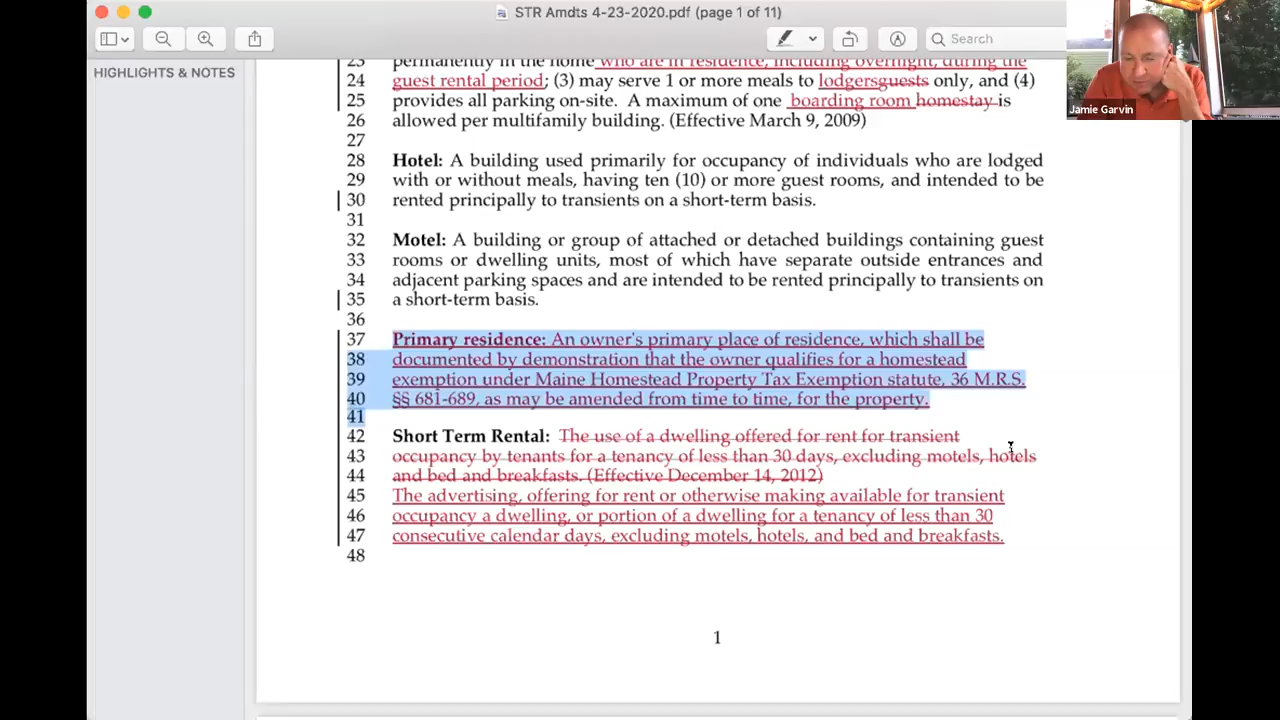 STR Amdts 4-23-2020.pdf (page 1 of 11)
Search
HIGHLIGHTS & NOTES
Jamie Garvin
23 permanently in the home who are in residence, including overnight, during the
24 guest rental period; (3) may serve 1 or more meals to lodgersguests only, and (4)
25 provides all parking on-site. A maximum of one boarding room homestay is
26 allowed per multifamily building. (Effective March 9, 2009)
27
28 Hotel: A building used primarily for occupancy of individuals who are lodged
29 with or without meals, having ten (10) or more guest rooms, and intended to be
30 rented principally to transients on a short-term basis.
31
32 Motel: A building or group of attached or detached buildings containing guest
33 rooms or dwelling units, most of which have separate outside entrances and
34 adjacent parking spaces and are intended to be rented principally to transients on
35 a short-term basis.
36
37 Primary residence: An owner's primary place of residence, which shall be
38 documented by demonstration that the owner qualifies for a homestead
39 exemption under Maine Homestead Property Tax Exemption statute, 36 M.R.S.
40 §§ 681-689, as may be amended from time to time, for the property.
41
42 Short Term Rental: The use of a dwelling offered for rent for transient
43 occupancy by tenants for a tenancy of less than 30 days, excluding motels, hotels
44 and bed and breakfasts. (Effective December 14, 2012)
45 The advertising, offering for rent or otherwise making available for transient
46 occupancy a dwelling, or portion of a dwelling for a tenancy of less than 30
47 consecutive calendar days, excluding motels, hotels, and bed and breakfasts.
48
1